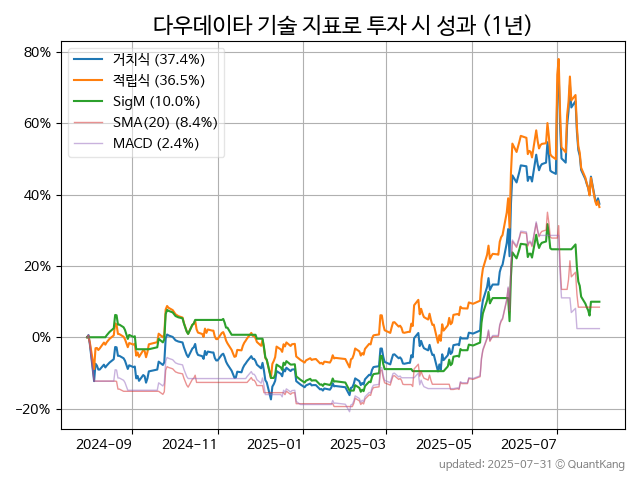 다우데이타 기술 지표로 투자 시 성과 (1년)
80%
60%
40%
20%
0%
−20%
거치식 (37.4%)
적립식 (36.5%)
SigM (10.0%)
SMA(20) (8.4%)
MACD (2.4%)
2024-09 2024-11 2025-01 2025-03 2025-05 2025-07
updated: 2025-07-31 © QuantKang